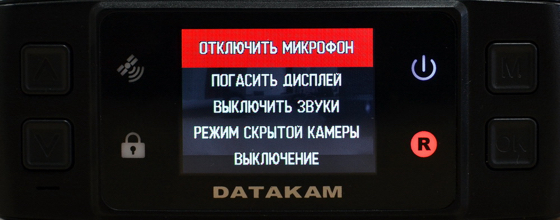 ОТКЛЮЧИТЬ МИКРОФОН
ПОГАСИТЬ ДИСПЛЕЙ
ВЫКЛЮЧИТЬ ЗВУКИ
РЕЖИМ СКРЫТОЙ КАМЕРЫ
ВЫКЛЮЧЕНИЕ
M
R
DATAKAM